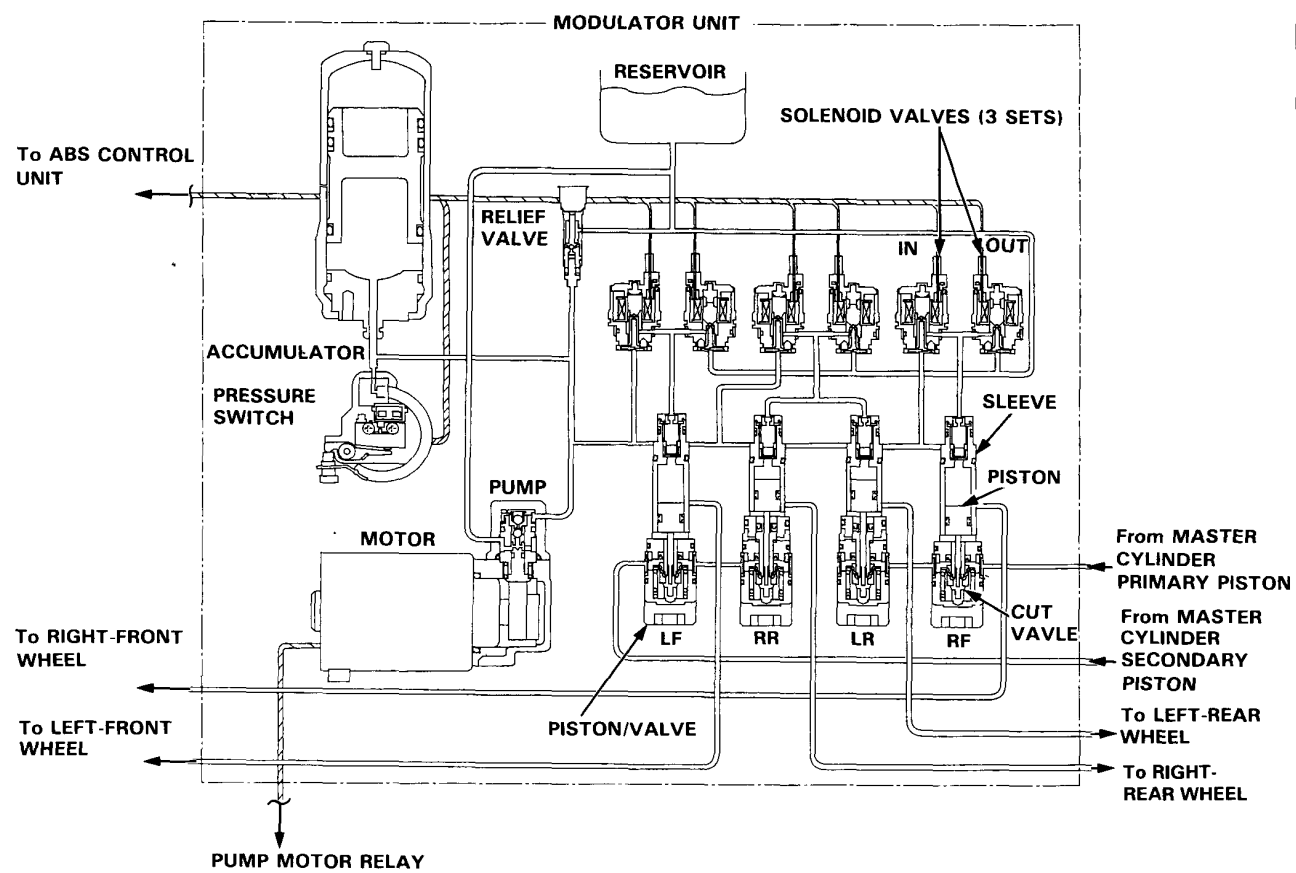 MODULATOR UNIT
RESERVOIR
SOLENOID VALVES (3 SETS)
To ABS CONTROL
UNIT
RELIEF
VALVE
IN
OUT
ACCUMULATOR
PRESSURE
SWITCH
SLEEVE
PUMP
PISTON
MOTOR
From MASTER
CYLINDER
PRIMARY PISTON
CUT
VAVLE
From MASTER
CYLINDER
SECONDARY
PISTON
LF
RR
LR
RF
To RIGHT-FRONT
WHEEL
PISTON/VALVE
To LEFT-FRONT
WHEEL
To LEFT-REAR
WHEEL
To RIGHT-
REAR WHEEL
PUMP MOTOR RELAY